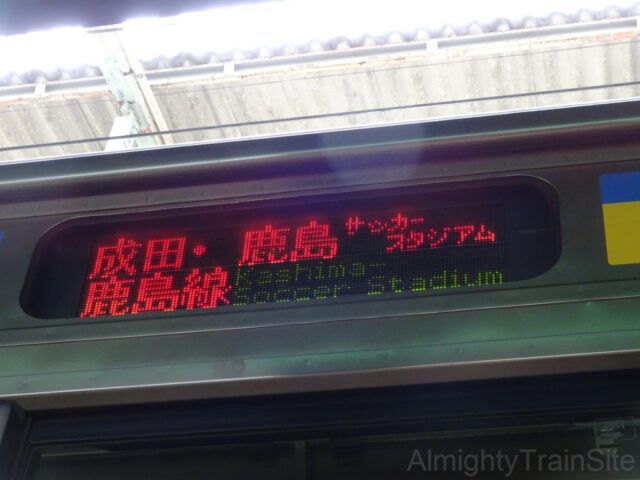 成田・鹿島線
鹿島サッカースタジアム
Kashima
Soccer Stadium
AlmightyTrainSite